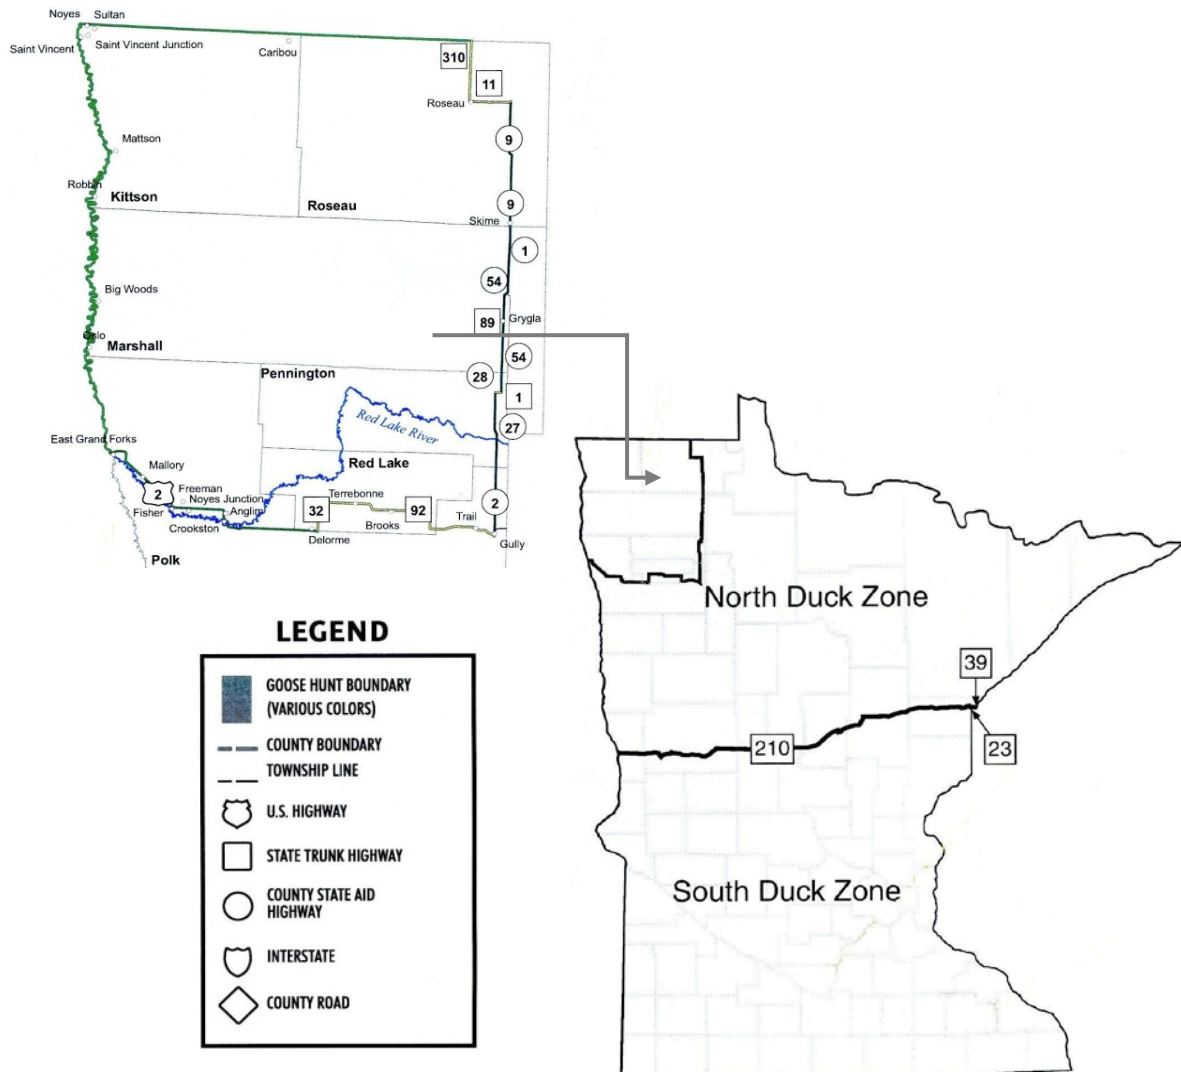 Noyes
Sultan
Saint Vincent
Saint Vincent Junction
Caribou
310
11
Roseau
9
Mattson
Robbin
Kittson
Roseau
9
Skime
1
54
Big Woods
89
Grygla
Oslo
Marshall
54
Pennington
28
1
Red Lake River
27
East Grand Forks
Mallory
Red Lake
2
Freeman
Noyes Junction
Fisher
Anglim
Crookston
32
Terrebonne
92
2
Brooks
Trail
Delorme
Gully
Polk
North Duck Zone
39
210
23
South Duck Zone
LEGEND
GOOSE HUNT BOUNDARY
(VARIOUS COLORS)
COUNTY BOUNDARY
TOWNSHIP LINE
U.S. HIGHWAY
STATE TRUNK HIGHWAY
COUNTY STATE AID
HIGHWAY
INTERSTATE
COUNTY ROAD